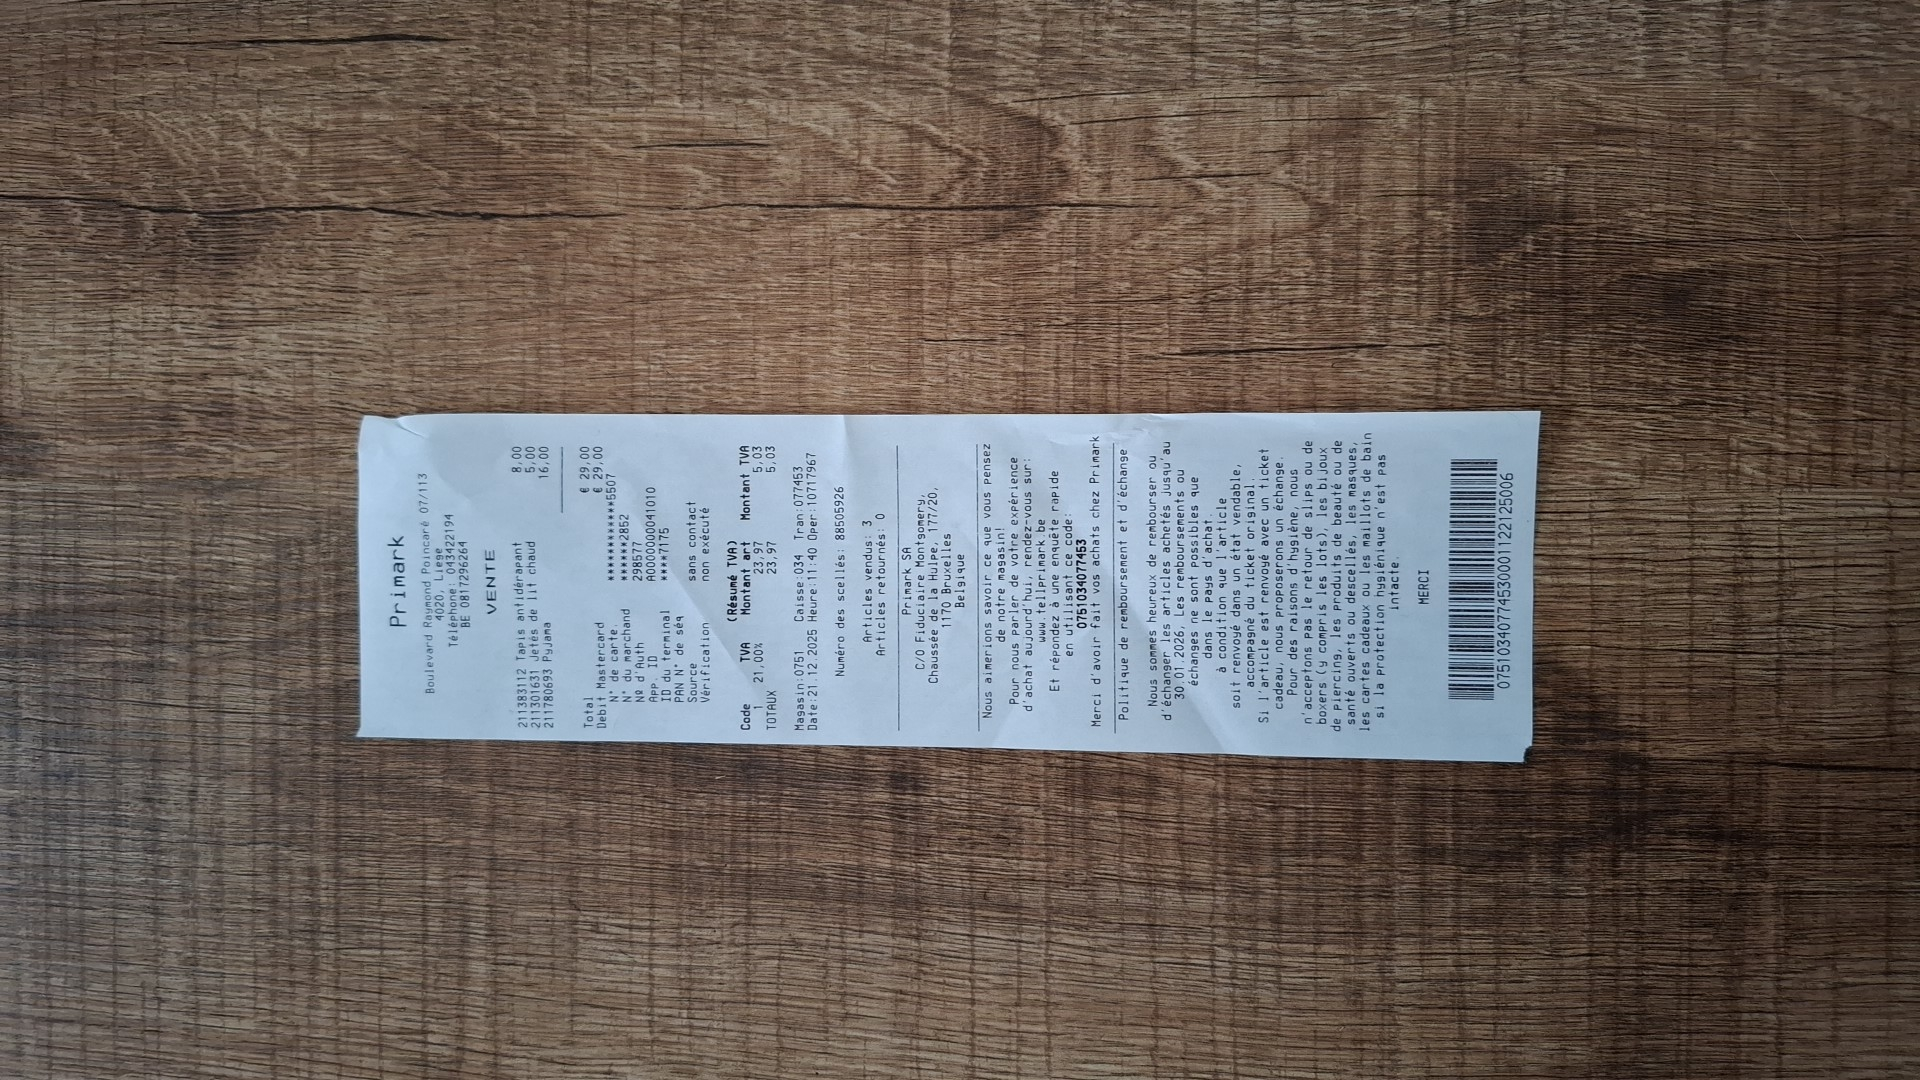 Primark
Boulevard Raymond Poincaré 07/113
4020, Liege
Téléphone: 043422194
BE 0817296264
VENTE
211383112 Tapis antidérapant 8,00
211301631 Jetés de lit chaud 5,00
211780693 Pyjama 16,00
Total € 29,00
Debit Mastercard € 29,00
N° de carte. ***************5507
N° du marchand ******2852
Nº d'Auth 298577
App. ID A0000000041010
ID du terminal ****7175
PAN N° de séq
Source sans contact
Vérification non exécuté
(Résumé TVA)
Code TVA Montant art Montant TVA
1 21,00% 23,97 5,03
TOTAUX 23,97 5,03
Magasin:0751 Caisse:034 Tran:077453
Date:21.12.2025 Heure:11:40 Oper:10717967
Numéro des scellés: 88505926
Articles vendus: 3
Articles retournés: 0
Primark SA
C/O Fiduciaire Montgomery,
Chaussée de la Hulpe, 177/20,
1170 Bruxelles
Belgique
Nous aimerions savoir ce que vous pensez
de notre magasin!
Pour nous parler de votre expérience
d'achat aujourd'hui, rendez-vous sur:
www.tellprimark.be
Et répondez à une enquête rapide
en utilisant ce code:
0751034077453
Merci d'avoir fait vos achats chez Primark
Politique de remboursement et d'échange
Nous sommes heureux de rembourser ou
d'échanger les articles achetés jusqu'au
30.01.2026. Les remboursements ou
échanges ne sont possibles que
dans le pays d'achat.
à condition que l'article
soit renvoyé dans un état vendable,
accompagné du ticket original.
Si l'article est renvoyé avec un ticket
cadeau, nous proposerons un échange.
Pour des raisons d'hygiène, nous
n'acceptons pas le retour de slips ou de
boxers (y compris les lots), les bijoux
de piercing, les produits de beauté ou de
santé ouverts ou descellés, les masques,
les cartes cadeaux ou les maillots de bain
si la protection hygiénique n'est pas
intacte.
MERCI
07510340774530001122125006